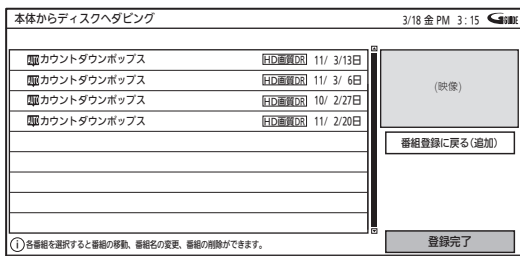 本体からディスクへダビング
3/18 金 PM 3：15 GGUIDE
カウントダウンポップス HD画質DR 11/ 3/13日
カウントダウンポップス HD画質DR 11/ 3/ 6日
カウントダウンポップス HD画質DR 10/ 2/27日
カウントダウンポップス HD画質DR 11/ 2/20日
(映像)
番組登録に戻る(追加)
i 各番組を選択すると番組の移動、番組名の変更、番組の削除ができます。
登録完了